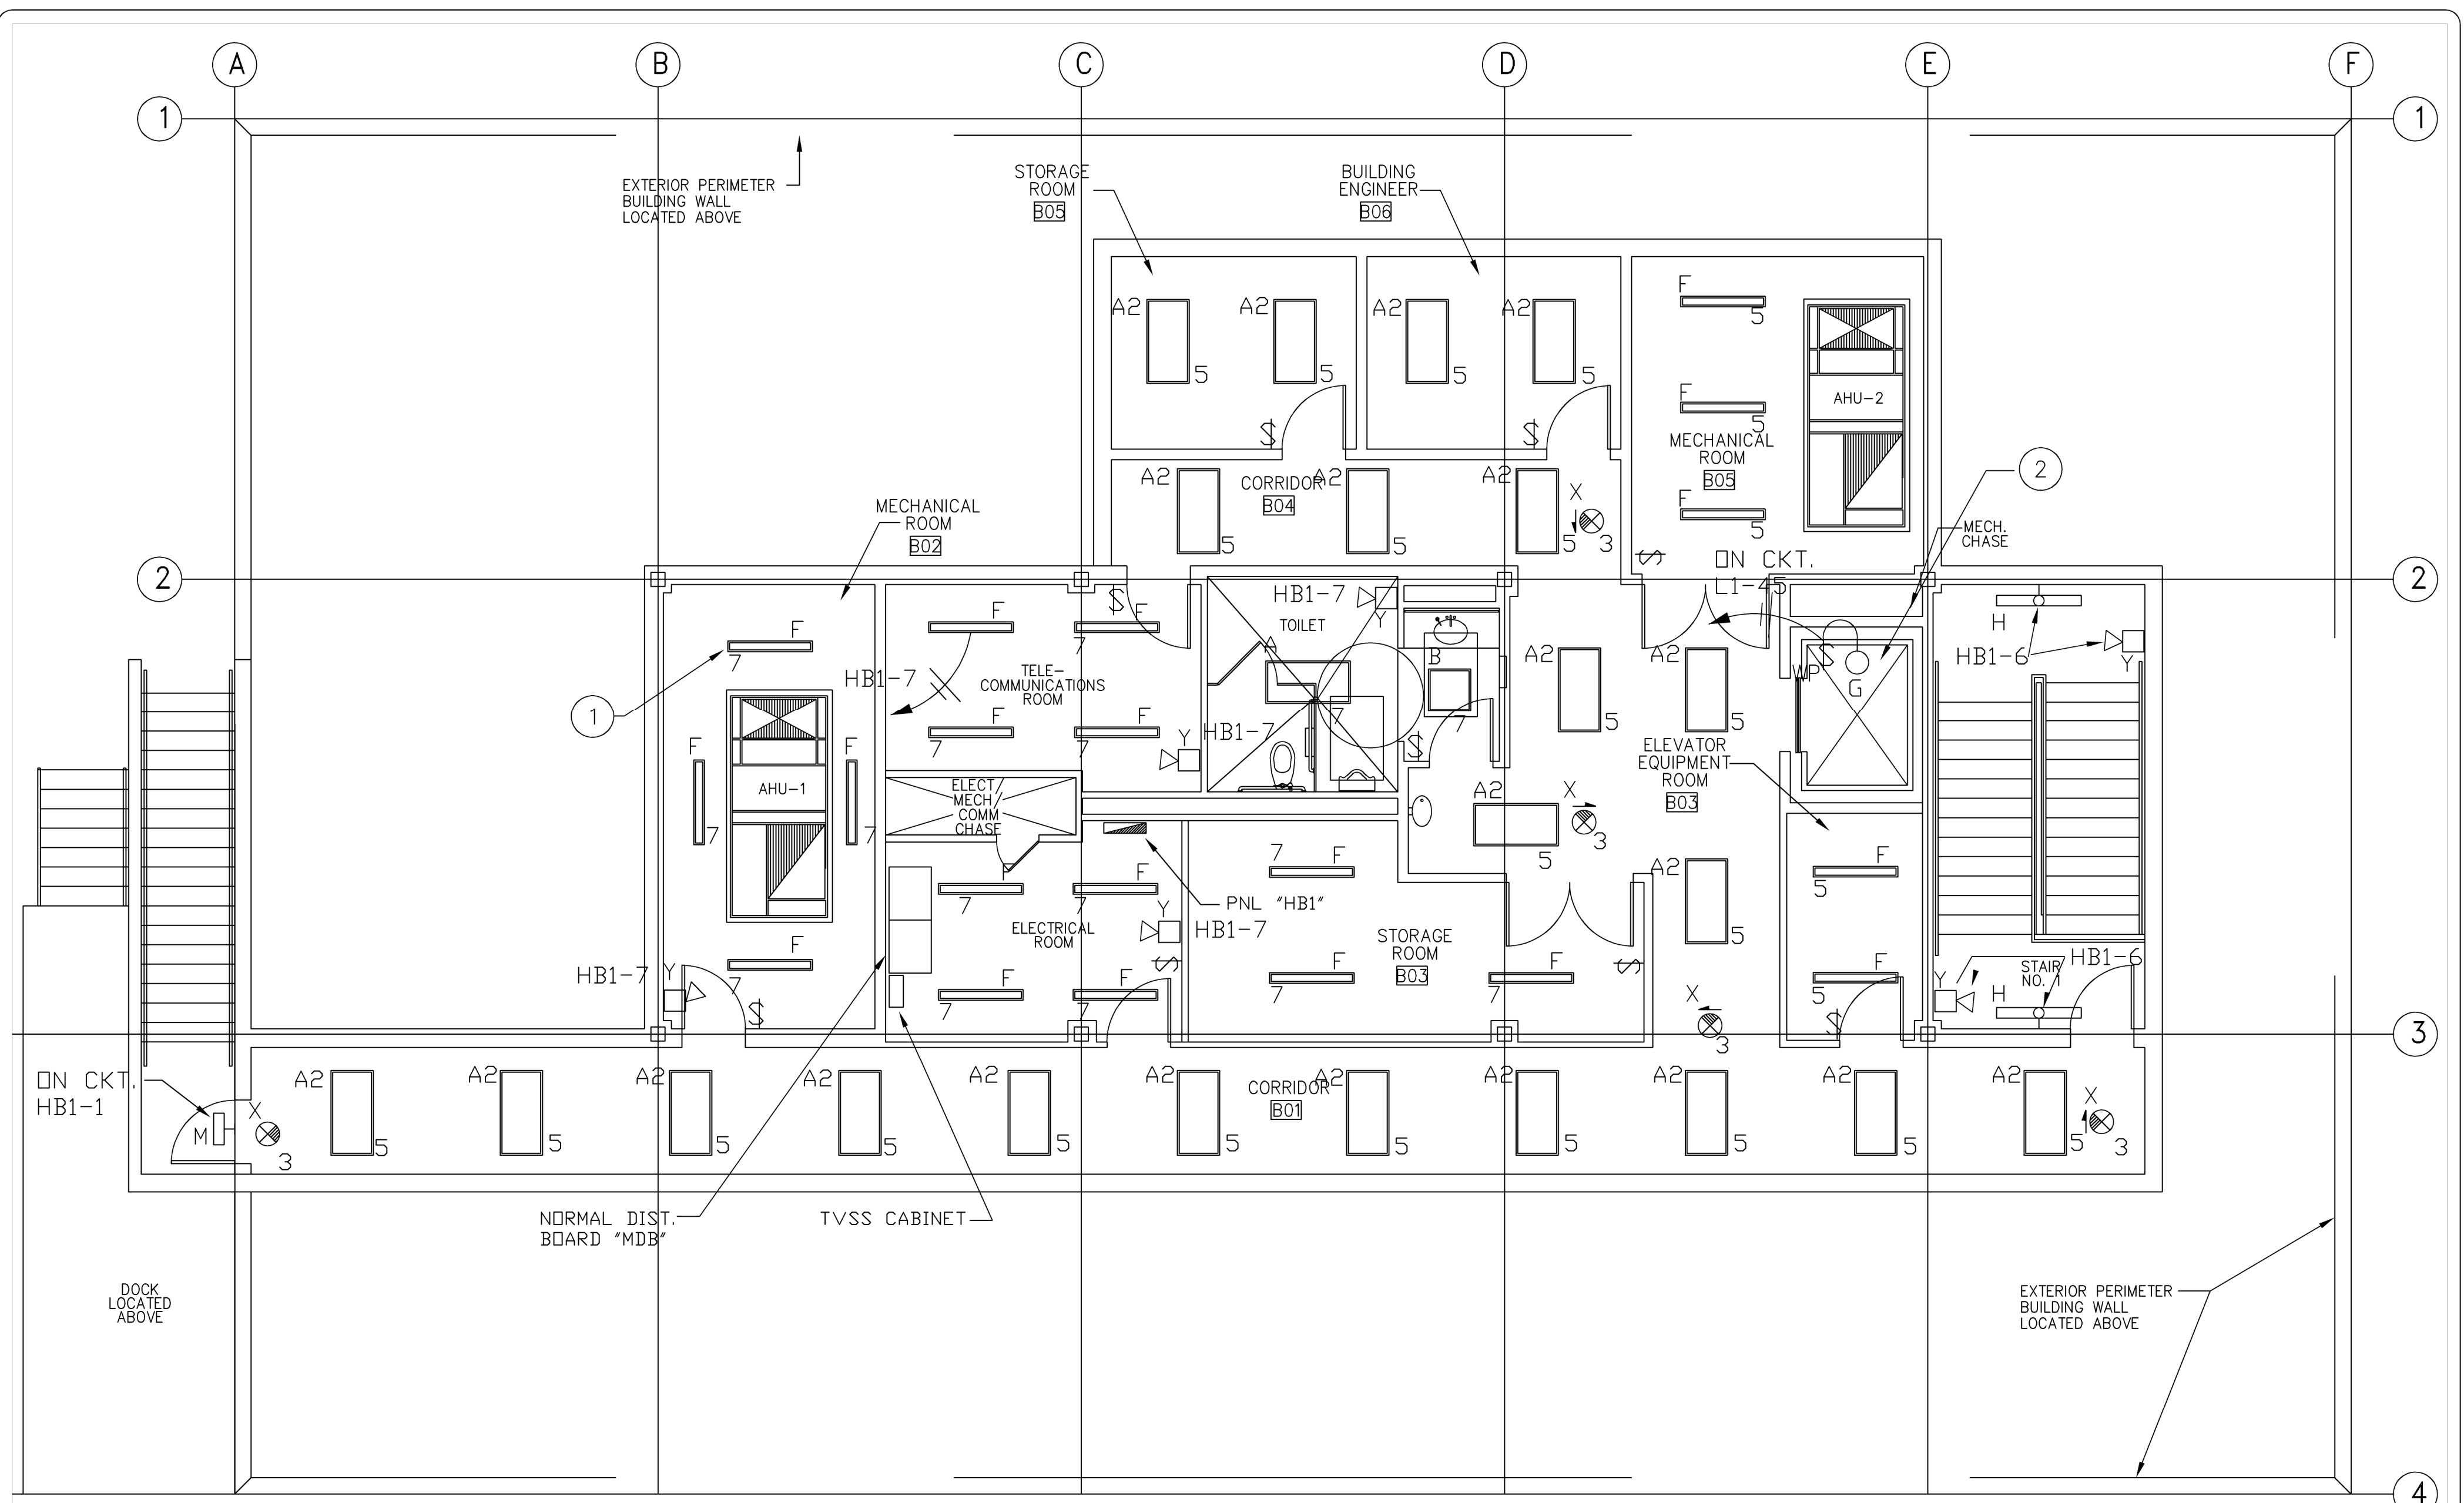 A
B
C
D
E
F
1
1
EXTERIOR PERIMETER
BUILDING WALL
LOCATED ABOVE
STORAGE
ROOM
B05
BUILDING
ENGINEER
B06
A2
5
A2
5
A2
5
A2
5
$
$
F
5
F
5
F
5
AHU-2
MECHANICAL
ROOM
B05
2
MECH.
CHASE
A2
5
CORRIDOR
B04
A2
5
A2
5
X
3
$
ON CKT.
L1-45
MECHANICAL
ROOM
B02
2
2
F
7
1
F
7
F
7
AHU-1
F
7
HB1-7
Y
$
F
HB1-7
F
7
$
TELE-
COMMUNICATIONS
ROOM
F
7
F
7
Y
HB1-7
HB1-7
Y
TOILET
A
7
B
7
$
A2
5
A2
5
WP
$
G
H
HB1-6
Y
ELECT/
MECH/
COMM
CHASE
A2
5
X
3
ELEVATOR
EQUIPMENT
ROOM
B03
PNL "HB1"
F
7
F
7
ELECTRICAL
ROOM
Y
HB1-7
$
F
7
F
7
7
F
STORAGE
ROOM
B03
F
7
F
7
$
A2
5
F
5
F
5
$
X
3
Y
H
STAIR
NO. 1
HB1-6
3
ON CKT.
HB1-1
M
X
3
A2
5
A2
5
A2
5
A2
5
A2
5
A2
5
CORRIDOR
B01
A2
5
A2
5
A2
5
A2
5
A2
5
X
3
NORMAL DIST.
BOARD "MDB"
TVSS CABINET
DOCK
LOCATED
ABOVE
EXTERIOR PERIMETER
BUILDING WALL
LOCATED ABOVE
4